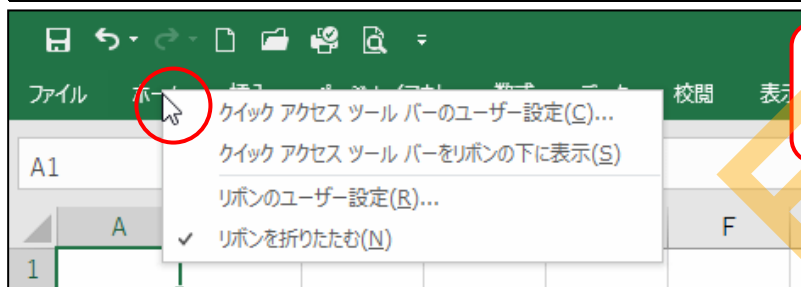 ファイル ホーム 校閲
クイック アクセス ツール バーのユーザー設定(C)...
クイック アクセス ツール バーをリボンの下に表示(S)
A1
リボンのユーザー設定(R)...
A F
リボンを折りたたむ(N)
1